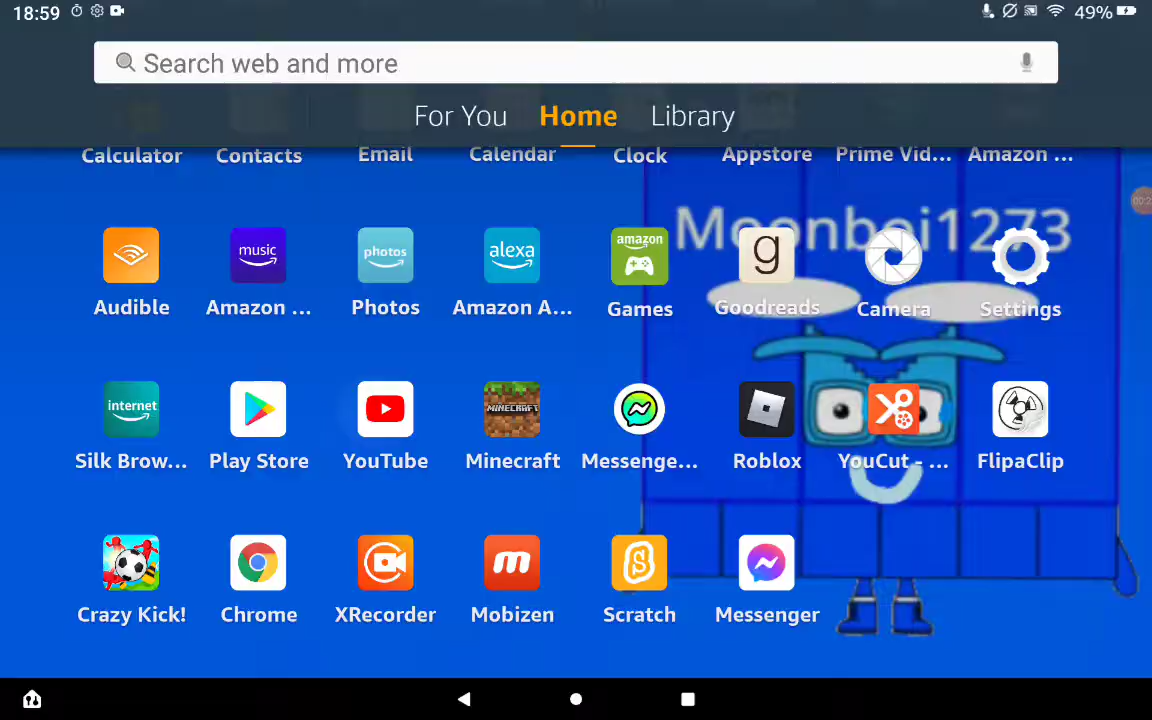 18:59 49%
Search web and more
For You Home Library
Calculator Contacts Email Calendar Clock Appstore Prime Vid... Amazon ...
Moonboi1273
music photos alexa amazon g
Audible Amazon ... Photos Amazon A... Games Goodreads Camera Settings
internet MINECRAFT
Silk Brow... Play Store YouTube Minecraft Messenge... Roblox YouCut - ... FlipaClip
m S
Crazy Kick! Chrome XRecorder Mobizen Scratch Messenger